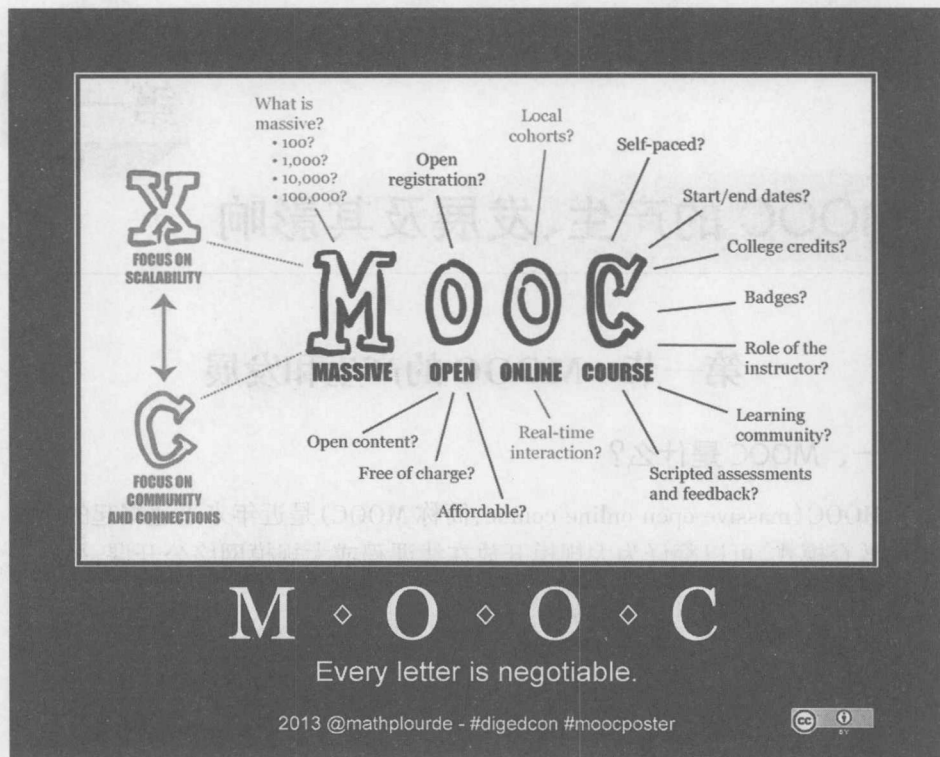 What is
massive?
• 100?
• 1,000?
• 10,000?
• 100,000?
Open
registration?
Local
cohorts?
Self-paced?
Start/end dates?
College credits?
Badges?
Role of the
instructor?
Learning
community?
Scripted assessments
and feedback?
X
FOCUS ON
SCALABILITY
C
FOCUS ON
COMMUNITY
AND CONNECTIONS
MOOC
MASSIVE OPEN ONLINE COURSE
Open content?
Free of charge?
Affordable?
Real-time
interaction?
M ◇ O ◇ O ◇ C
Every letter is negotiable.
2013 @mathplourde - #digedcon #moocposter
cc
BY